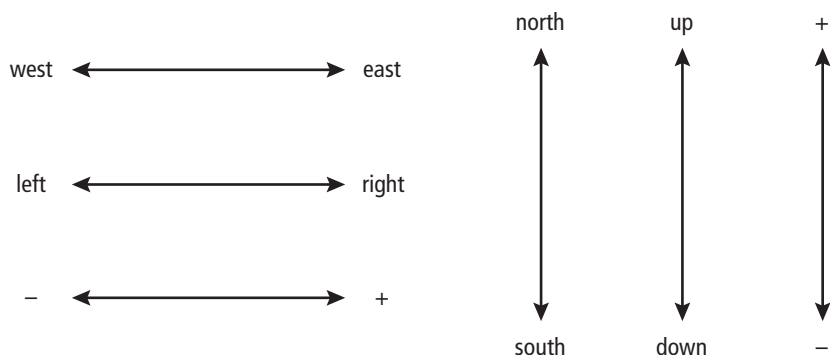 north up +
west east
left right
– +
south down –